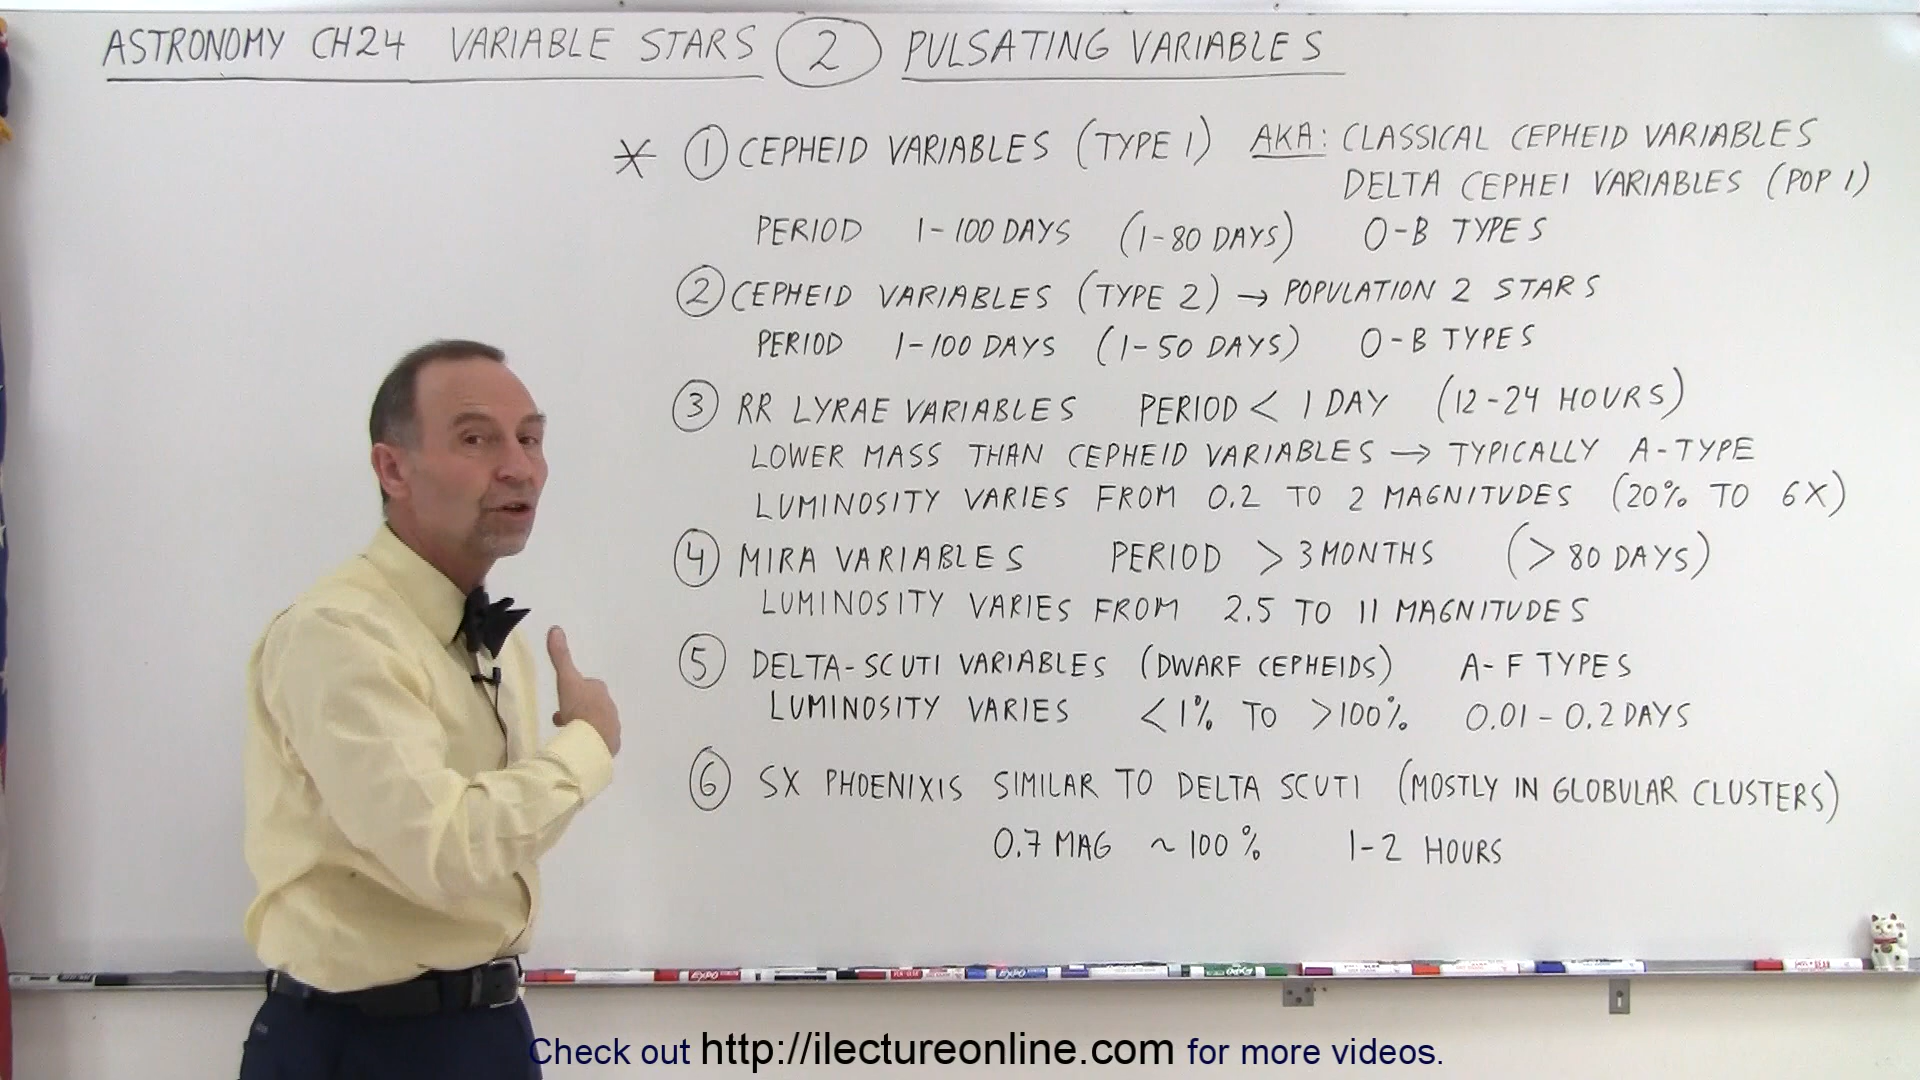 ASTRONOMY CH24 VARIABLE STARS 2 PULSATING VARIABLES
* 1 CEPHEID VARIABLES (TYPE 1) AKA: CLASSICAL CEPHEID VARIABLES
DELTA CEPHEI VARIABLES (POP 1)
PERIOD 1-100 DAYS (1-80 DAYS) O-B TYPES
2 CEPHEID VARIABLES (TYPE 2) → POPULATION 2 STARS
PERIOD 1-100 DAYS (1-50 DAYS) O-B TYPES
3 RR LYRAE VARIABLES PERIOD < 1 DAY (12-24 HOURS)
LOWER MASS THAN CEPHEID VARIABLES → TYPICALLY A-TYPE
LUMINOSITY VARIES FROM 0.2 TO 2 MAGNITUDES (20% TO 6X)
4 MIRA VARIABLES PERIOD > 3 MONTHS (> 80 DAYS)
LUMINOSITY VARIES FROM 2.5 TO 11 MAGNITUDES
5 DELTA-SCUTI VARIABLES (DWARF CEPHEIDS) A-F TYPES
LUMINOSITY VARIES <1% TO >100% 0.01-0.2 DAYS
6 SX PHOENIXIS SIMILAR TO DELTA SCUTI (MOSTLY IN GLOBULAR CLUSTERS)
0.7 MAG ~100% 1-2 HOURS
EXPO EXPO EXPO
Check out http://ilectureonline.com for more videos.